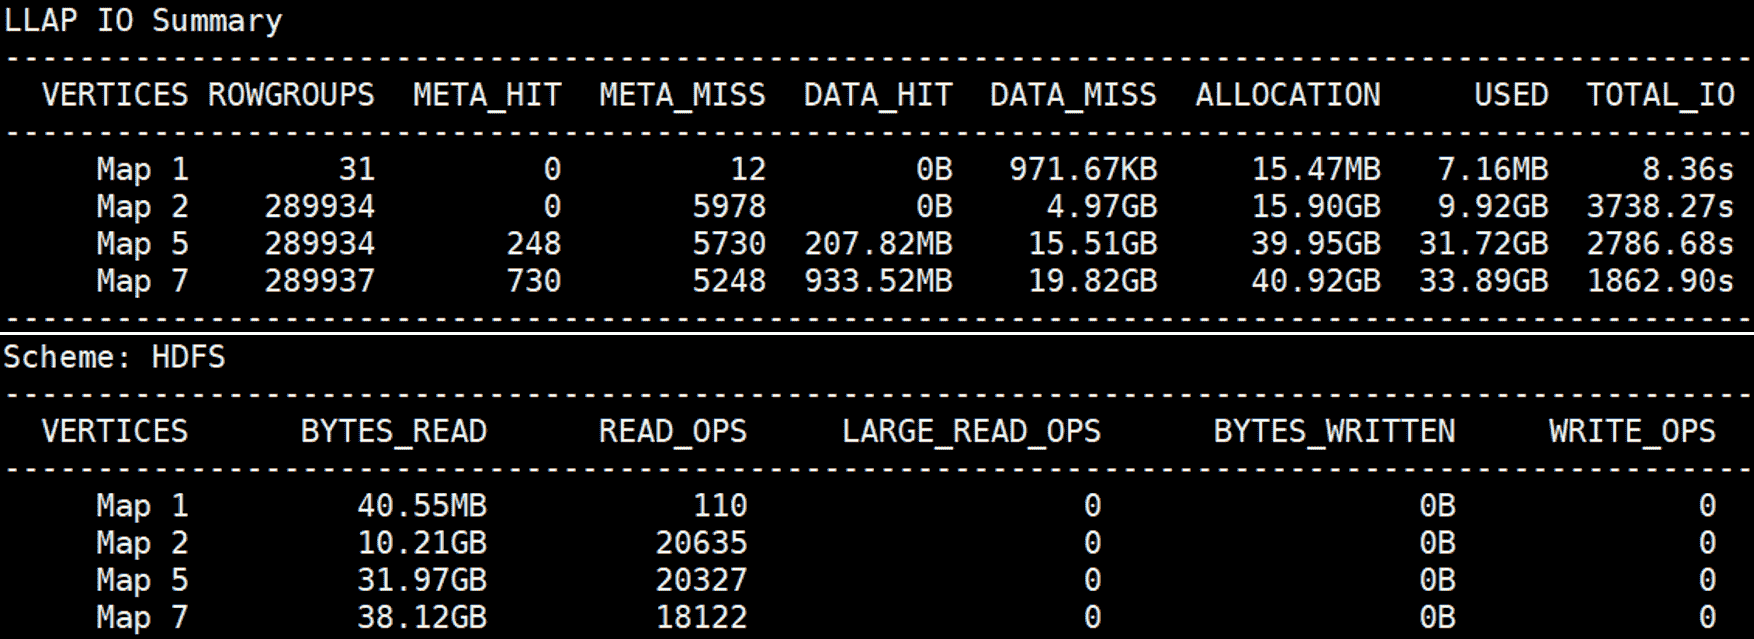 LLAP IO Summary
----------------------------------------------------------------------------------------------
VERTICES ROWGROUPS META_HIT META_MISS DATA_HIT DATA_MISS ALLOCATION USED TOTAL_IO
----------------------------------------------------------------------------------------------
Map 1 31 0 12 0B 971.67KB 15.47MB 7.16MB 8.36s
Map 2 289934 0 5978 0B 4.97GB 15.90GB 9.92GB 3738.27s
Map 5 289934 248 5730 207.82MB 15.51GB 39.95GB 31.72GB 2786.68s
Map 7 289937 730 5248 933.52MB 19.82GB 40.92GB 33.89GB 1862.90s
----------------------------------------------------------------------------------------------
Scheme: HDFS
----------------------------------------------------------------------------------------------
VERTICES BYTES_READ READ_OPS LARGE_READ_OPS BYTES_WRITTEN WRITE_OPS
----------------------------------------------------------------------------------------------
Map 1 40.55MB 110 0 0B 0
Map 2 10.21GB 20635 0 0B 0
Map 5 31.97GB 20327 0 0B 0
Map 7 38.12GB 18122 0 0B 0